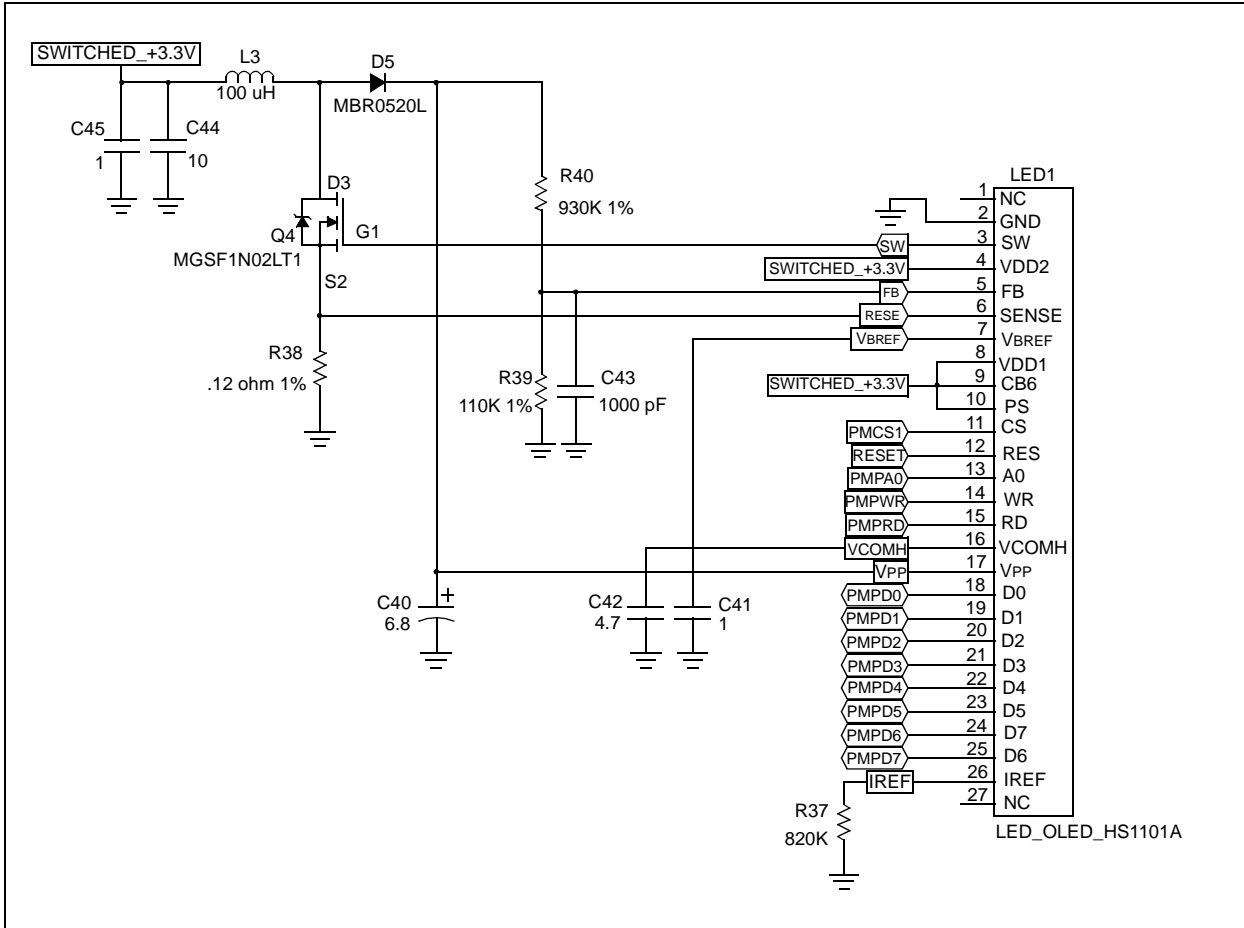 SWITCHED_+3.3V
L3
100 uH
D5
MBR0520L
C45
1
C44
10
D3
Q4
G1
MGSF1N02LT1
S2
R38
.12 ohm 1%
R40
930K 1%
R39
110K 1%
C43
1000 pF
C40
+
6.8
C42
4.7
C41
1
LED1
1 NC
2 GND
SW 3 SW
SWITCHED_+3.3V 4 VDD2
FB 5 FB
RESE 6 SENSE
VBREF 7 VBREF
8 VDD1
SWITCHED_+3.3V 9 CB6
10 PS
PMCS1 11 CS
RESET 12 RES
PMPA0 13 A0
PMPWR 14 WR
PMPRD 15 RD
VCOMH 16 VCOMH
VPP 17 VPP
PMPD0 18 D0
PMPD1 19 D1
PMPD2 20 D2
PMPD3 21 D3
PMPD4 22 D4
PMPD5 23 D5
PMPD6 24 D7
PMPD7 25 D6
IREF 26 IREF
27 NC
R37
820K
LED_OLED_HS1101A